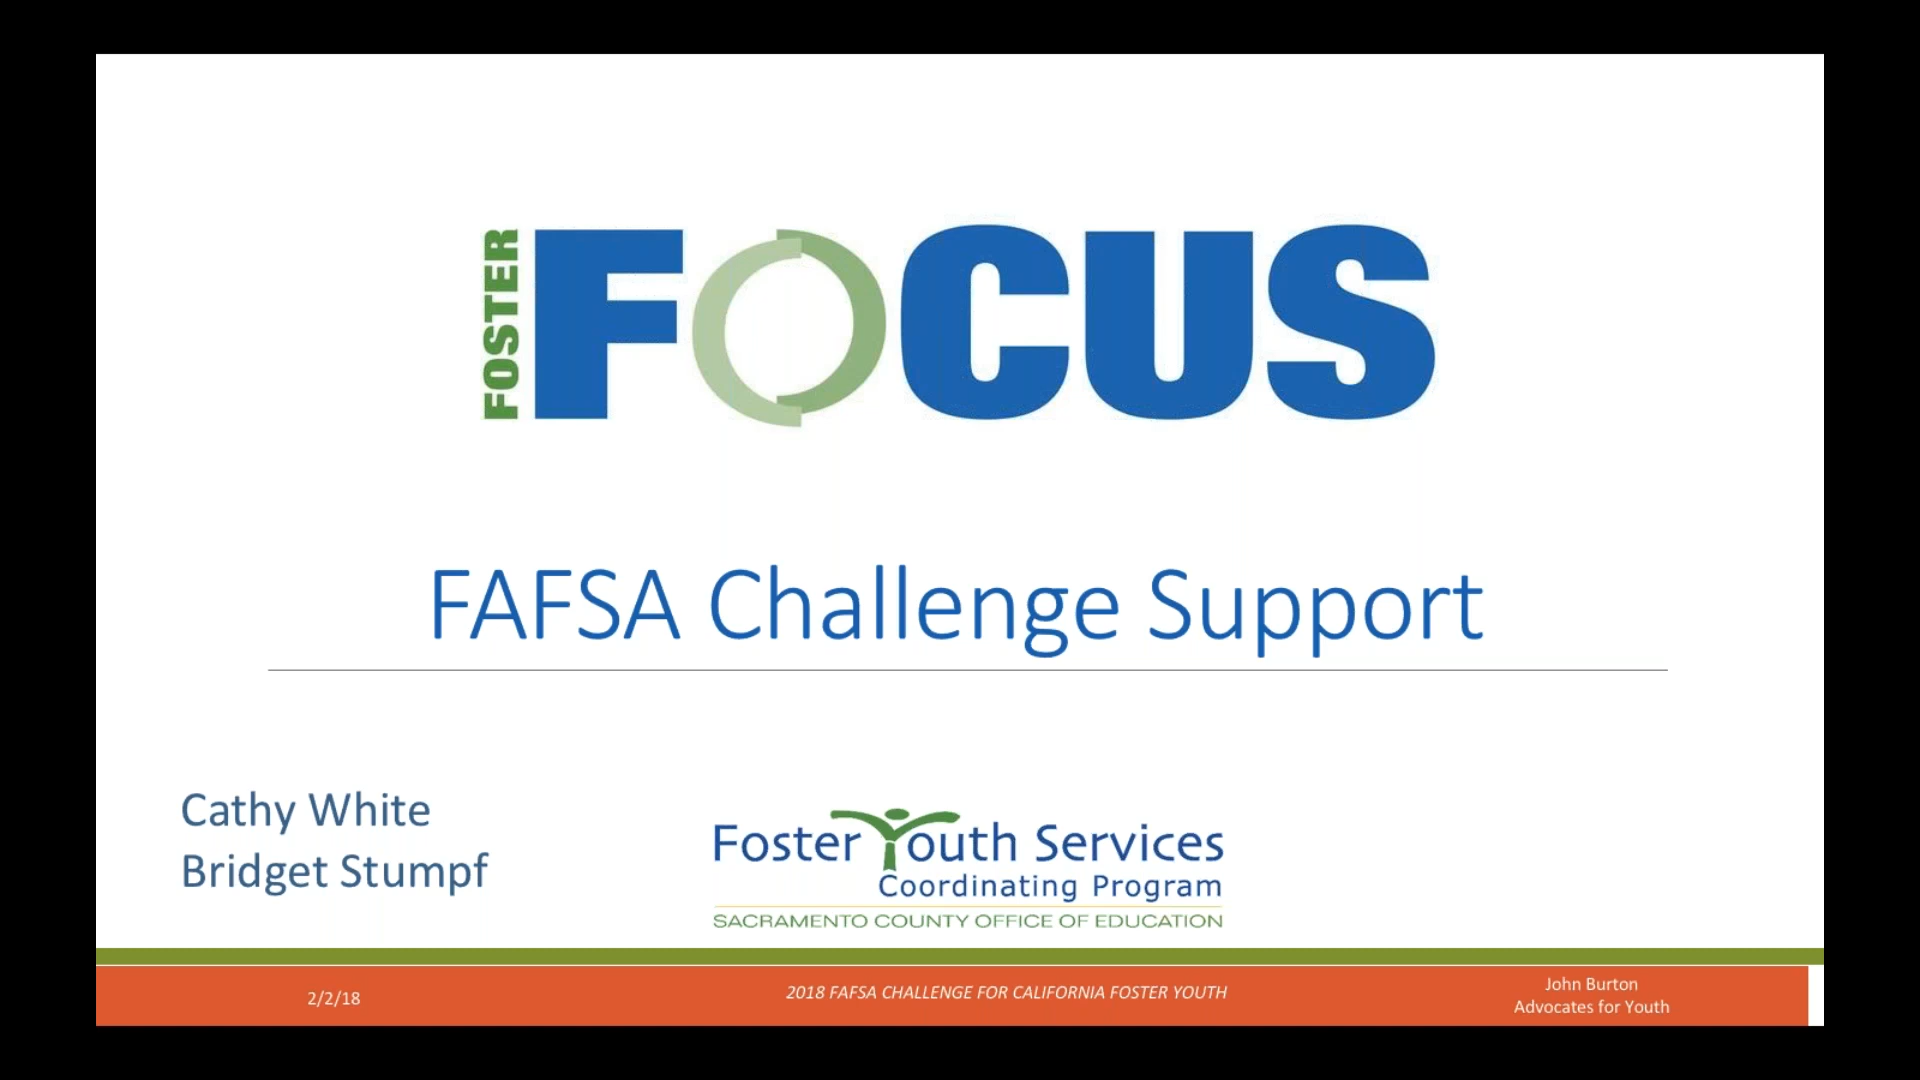 FOSTER
FOCUS
FAFSA Challenge Support
Cathy White
Bridget Stumpf
Foster Youth Services
Coordinating Program
SACRAMENTO COUNTY OFFICE OF EDUCATION
2/2/18
2018 FAFSA CHALLENGE FOR CALIFORNIA FOSTER YOUTH
John Burton
Advocates for Youth